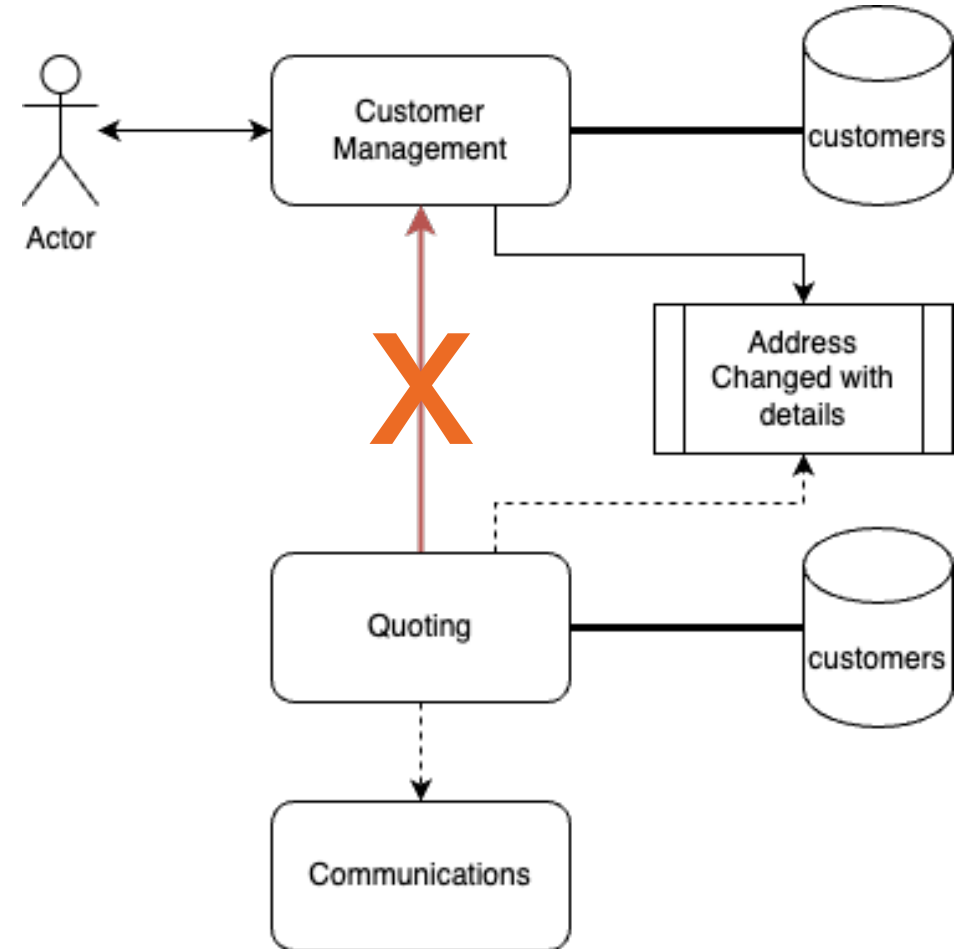 Customer
Management
customers
Actor
Address
Changed with
details
X
Quoting
customers
Communications